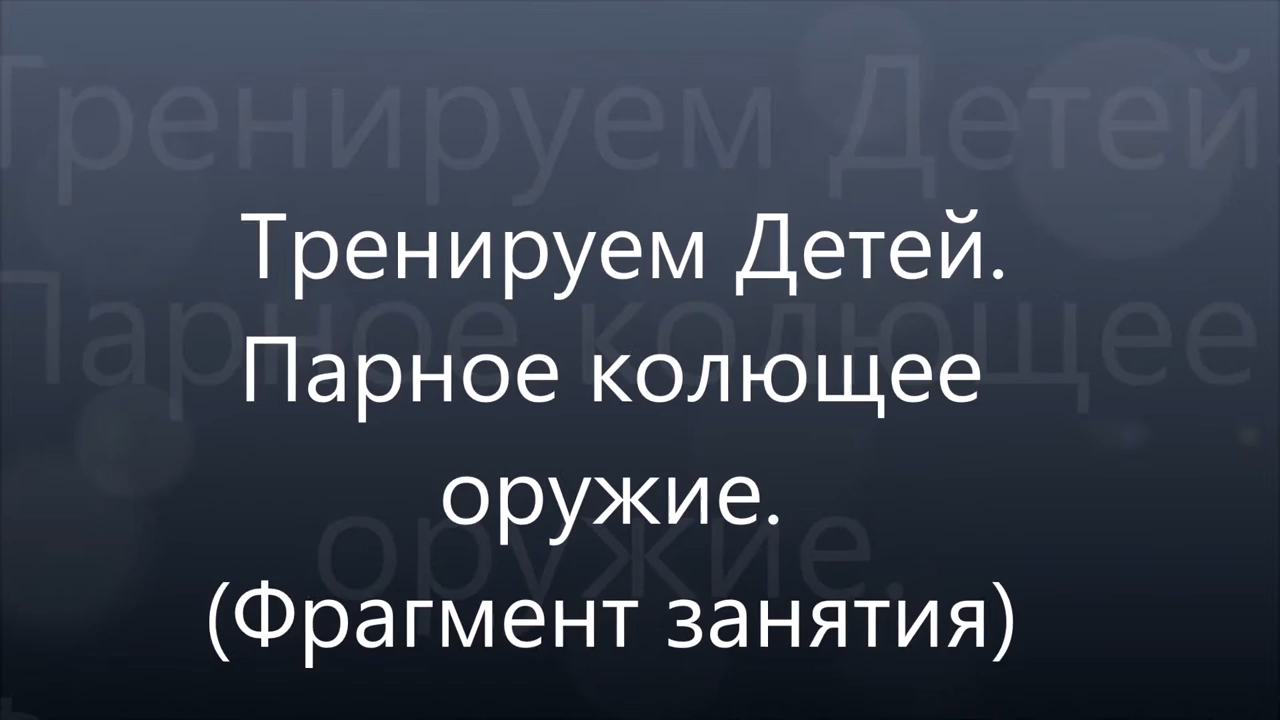 Тренируем Детей.
Парное колющее
оружие.
(Фрагмент занятия)